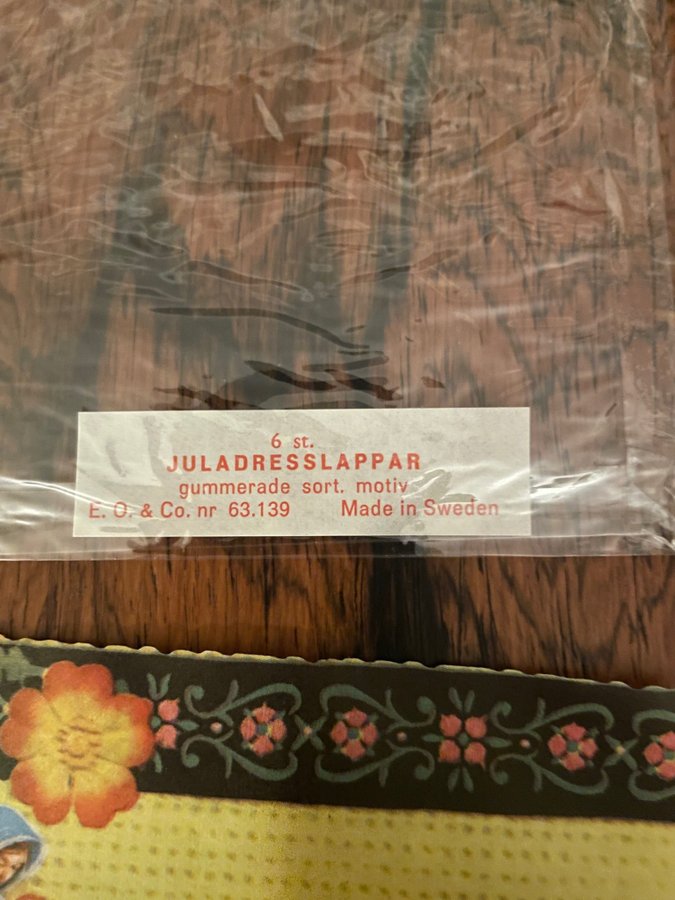 6 st.
JULADRESSLAPPAR
gummerade sort. motiv
E. O. & Co. nr 63.139 Made in Sweden